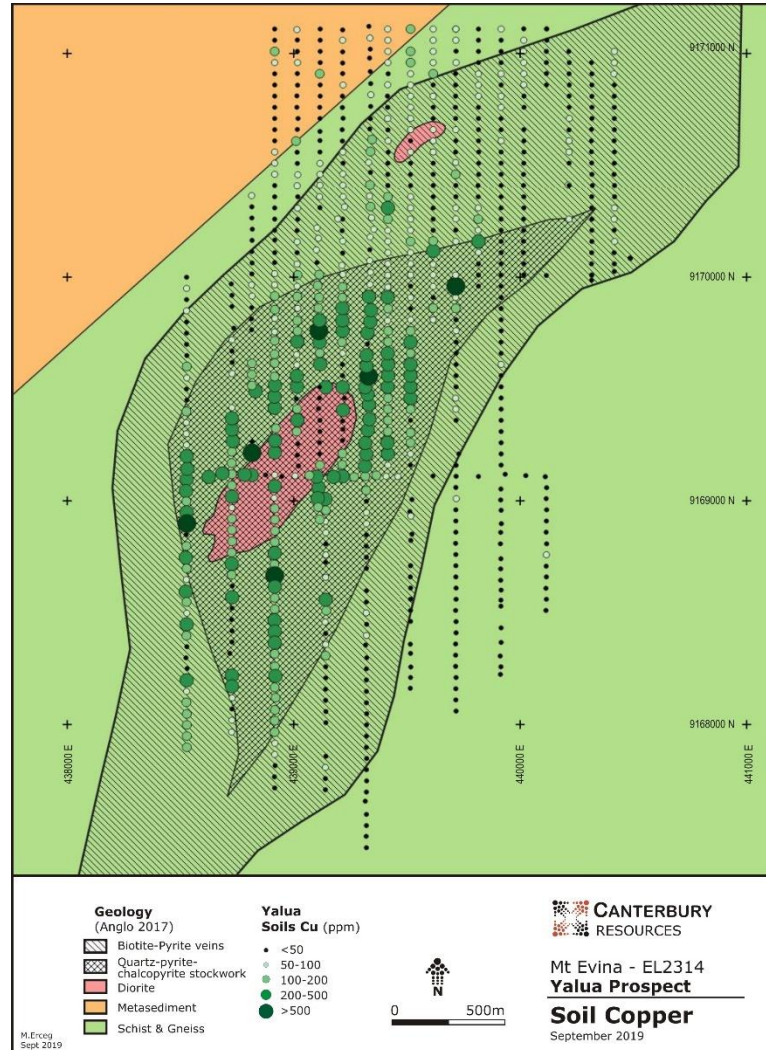 9171000 N
9170000 N
9169000 N
9168000 N
438000 E
439000 E
440000 E
441000 E
Geology
(Anglo 2017)
Biotite-Pyrite veins
Quartz-pyrite-
chalcopyrite stockwork
Diorite
Metasediment
Schist & Gneiss
M.Erceg
Sept 2019
Yalua
Soils Cu (ppm)
<50
50-100
100-200
200-500
>500
N
0 500m
CANTERBURY
RESOURCES
Mt Evina - EL2314
Yalua Prospect
Soil Copper
September 2019